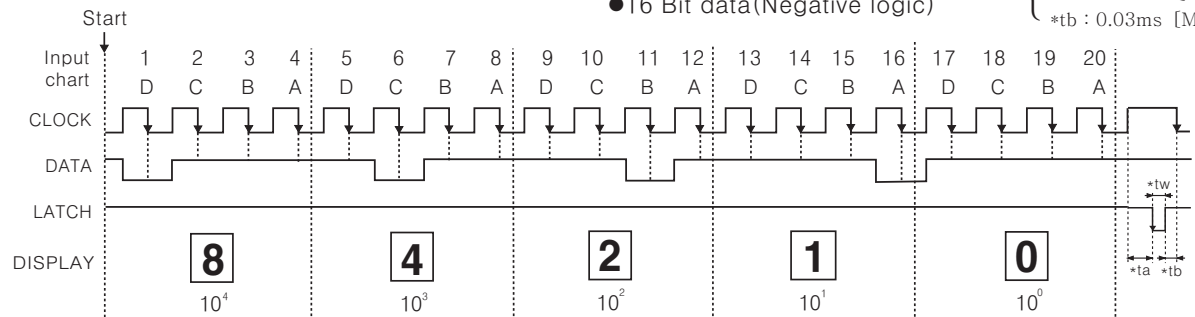 ●16 Bit data(Negative logic)
*tb : 0.03ms [M
Start
Input chart 1 2 3 4 5 6 7 8 9 10 11 12 13 14 15 16 17 18 19 20
D C B A D C B A D C B A D C B A D C B A
CLOCK
DATA
LATCH
*tw
DISPLAY 8 4 2 1 0
*ta *tb
10⁴ 10³ 10² 10¹ 10⁰